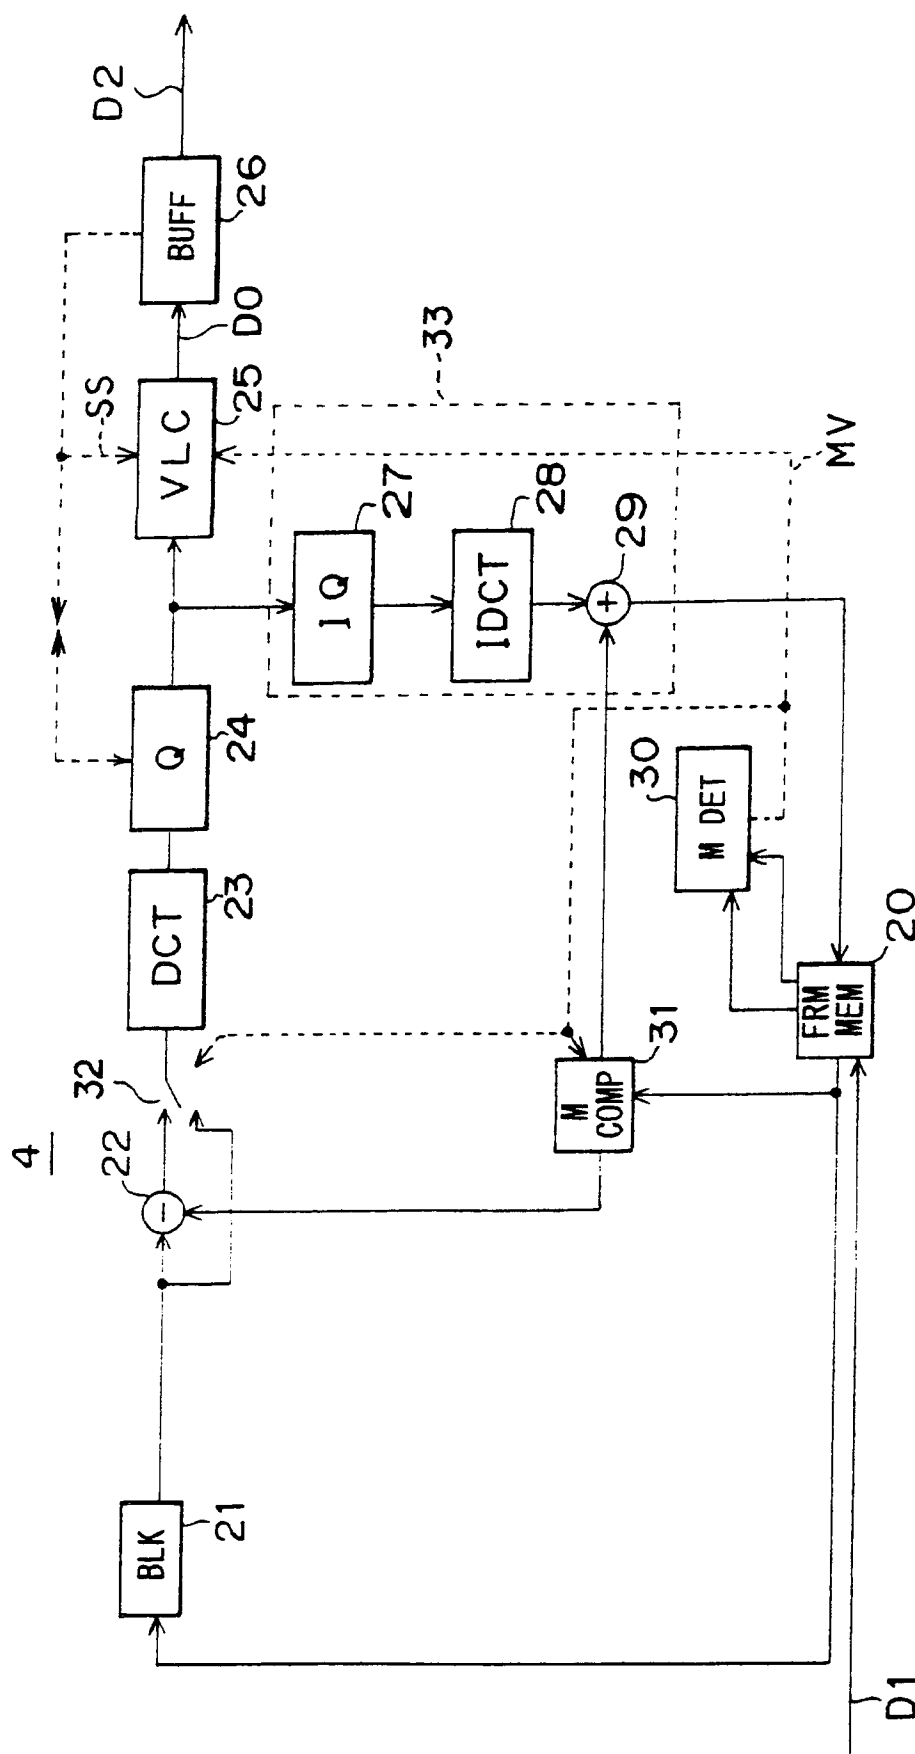 4
D1
BLK
21
22
32
DCT
23
Q
24
SS
VLC
25
D0
BUFF
26
D2
33
IQ
27
IDCT
28
+
29
−
M COMP
31
M DET
30
MV
FRM MEM
20